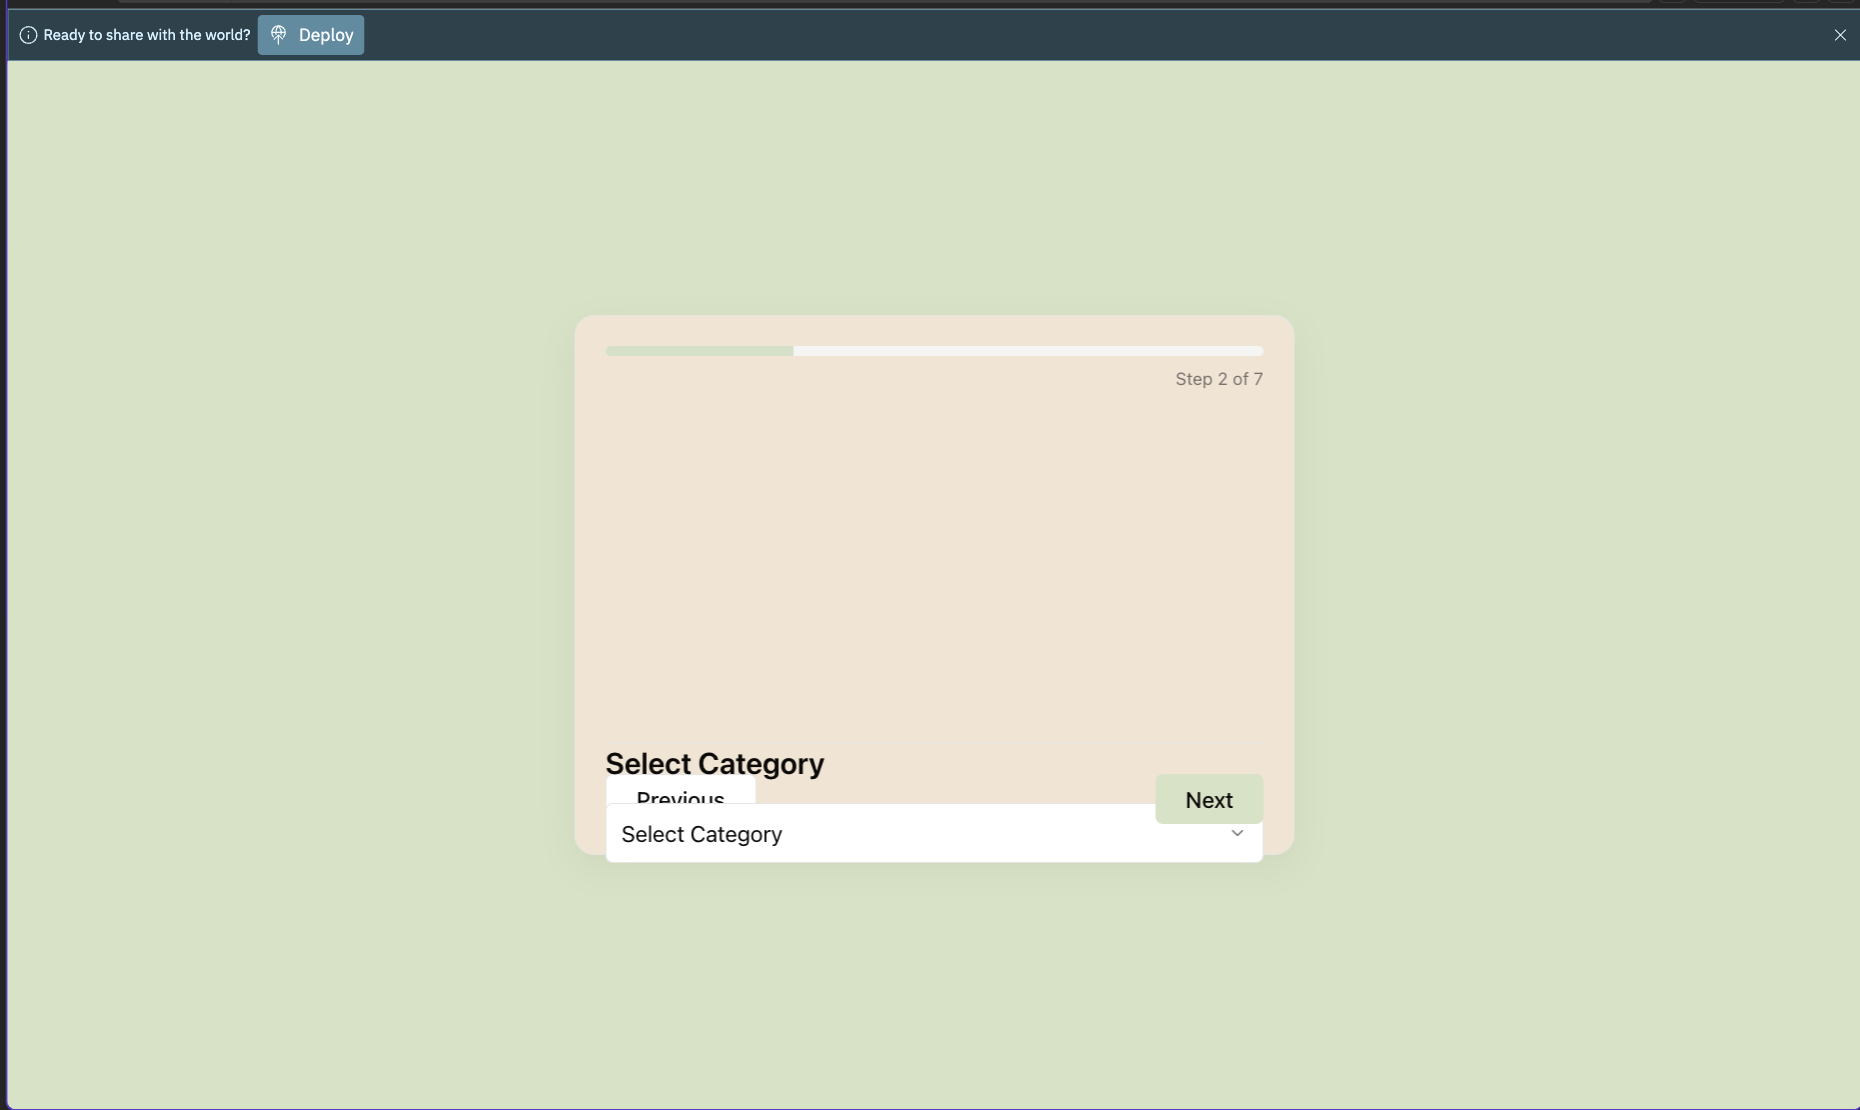 Ready to share with the world? Deploy
Step 2 of 7
Select Category
Previous
Next
Select Category